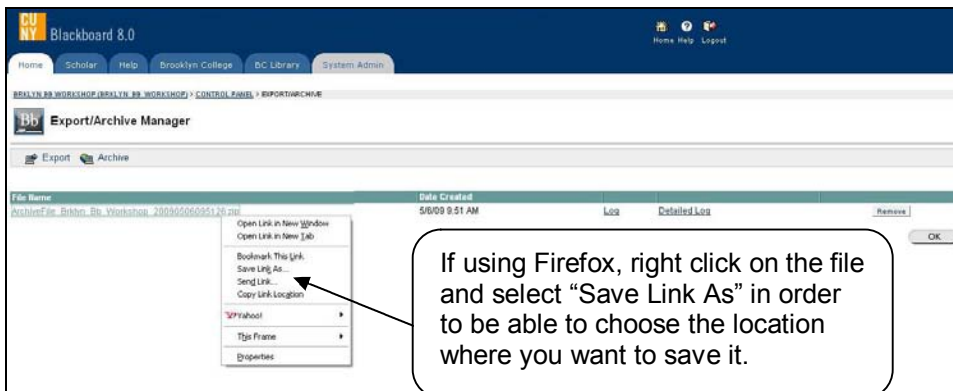 CU
NY Blackboard 8.0
Home Help Logout
Home Scholar Help Brooklyn College BC Library System Admin
BRKLYN BB WORKSHOP (BRKLYN_BB_WORKSHOP) > CONTROL PANEL > EXPORT/ARCHIVE
Bb Export/Archive Manager
Export Archive
File Name Date Created
ArchiveFile_Brklyn_Bb_Workshop_20090506095126.zip 5/6/09 9:51 AM Log Detailed Log Remove
OK
Open Link in New Window
Open Link in New Tab
Bookmark This Link
Save Link As...
Send Link...
Copy Link Location
Yahoo!
This Frame
Properties
If using Firefox, right click on the file
and select “Save Link As” in order
to be able to choose the location
where you want to save it.